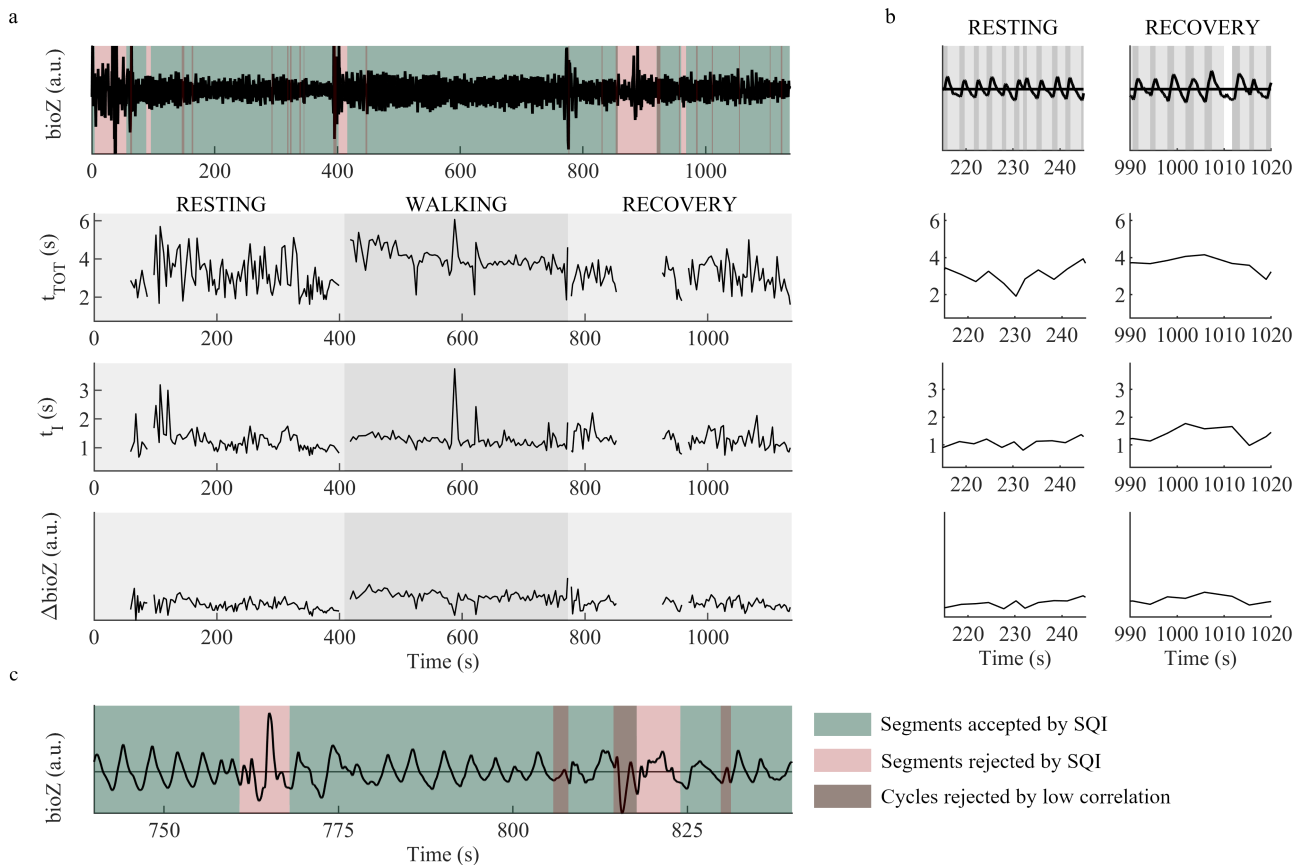 a
bioZ (a.u.)
0 200 400 600 800 1000
RESTING WALKING RECOVERY
t_TOT (s)
6
4
2
0 200 400 600 800 1000
t_I (s)
3
2
1
0 200 400 600 800 1000
ΔbioZ (a.u.)
0 200 400 600 800 1000
Time (s)
b
RESTING RECOVERY
220 230 240 990 1000 1010 1020
6 6
4 4
2 2
220 230 240 990 1000 1010 1020
3 3
2 2
1 1
220 230 240 990 1000 1010 1020
220 230 240 990 1000 1010 1020
Time (s) Time (s)
c
bioZ (a.u.)
750 775 800 825
Time (s)
Segments accepted by SQI
Segments rejected by SQI
Cycles rejected by low correlation